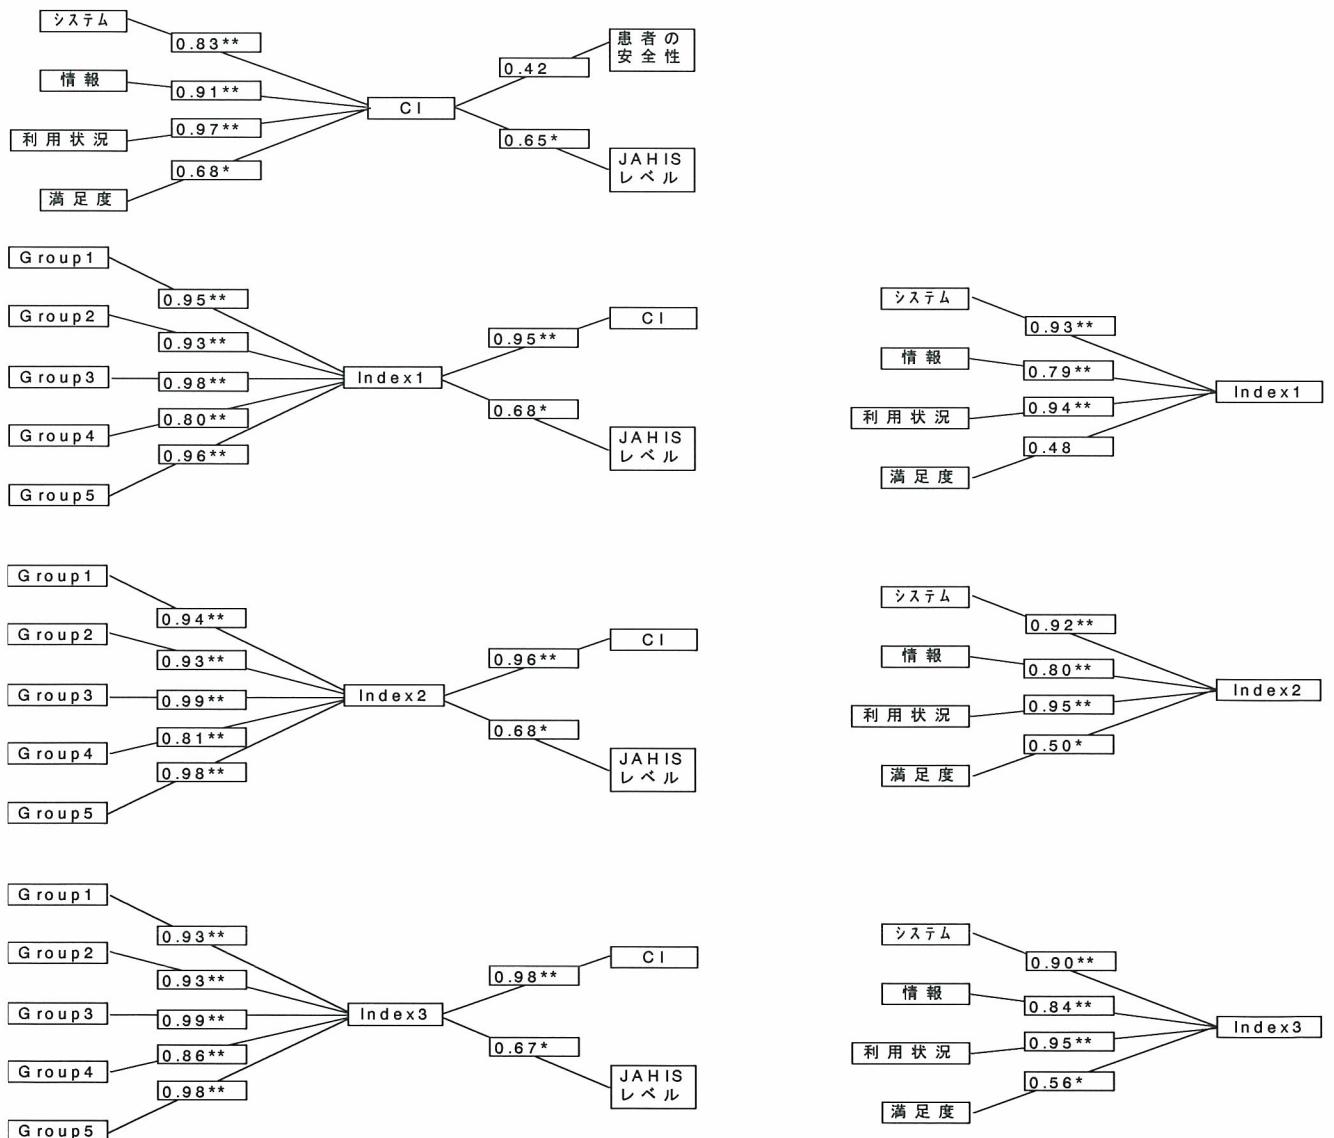 システム
0.83**
情報
0.91**
利用状況
0.97**
満足度
0.68*
CI
0.42
患者の
安全性
0.65*
JAHIS
レベル
Group1
0.95**
Group2
0.93**
Group3
0.98**
Group4
0.80**
Group5
0.96**
Index1
0.95**
CI
0.68*
JAHIS
レベル
システム
0.93**
情報
0.79**
利用状況
0.94**
満足度
0.48
Index1
Group1
0.94**
Group2
0.93**
Group3
0.99**
Group4
0.81**
Group5
0.98**
Index2
0.96**
CI
0.68*
JAHIS
レベル
システム
0.92**
情報
0.80**
利用状況
0.95**
満足度
0.50*
Index2
Group1
0.93**
Group2
0.93**
Group3
0.99**
Group4
0.86**
Group5
0.98**
Index3
0.98**
CI
0.67*
JAHIS
レベル
システム
0.90**
情報
0.84**
利用状況
0.95**
満足度
0.56*
Index3